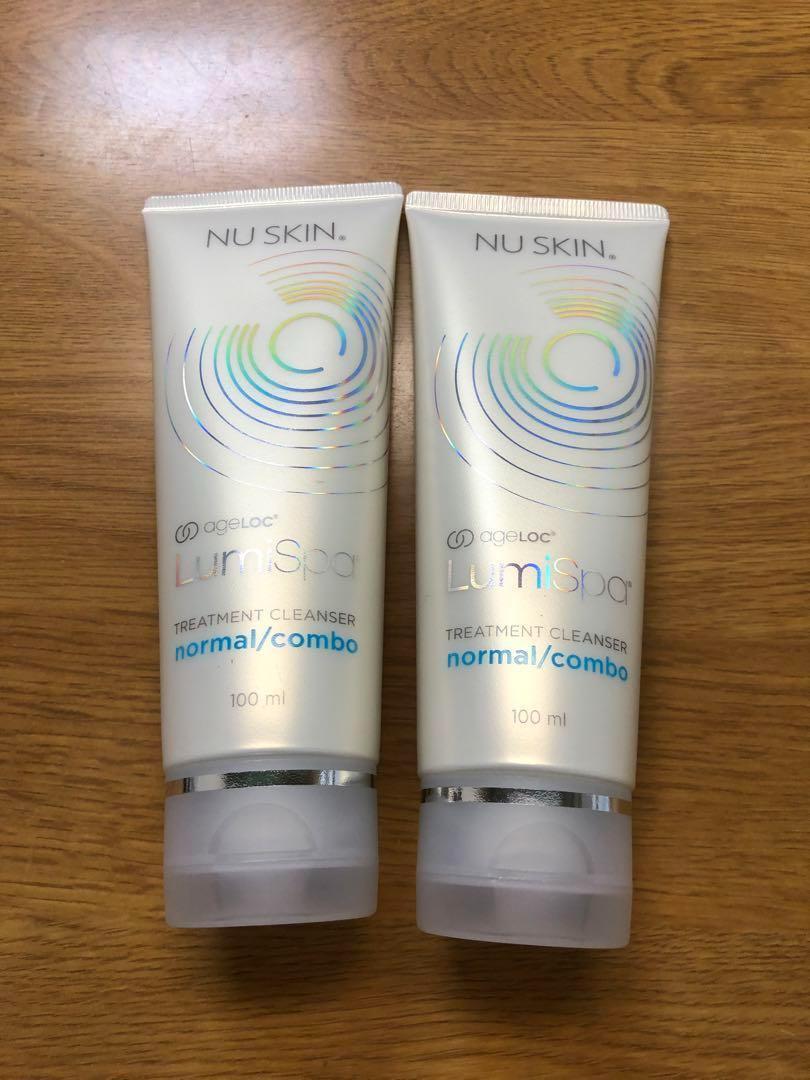 NU SKIN®
ageLOC®
LumiSpa®
TREATMENT CLEANSER
normal/combo
100 ml
NU SKIN®
ageLOC®
LumiSpa®
TREATMENT CLEANSER
normal/combo
100 ml